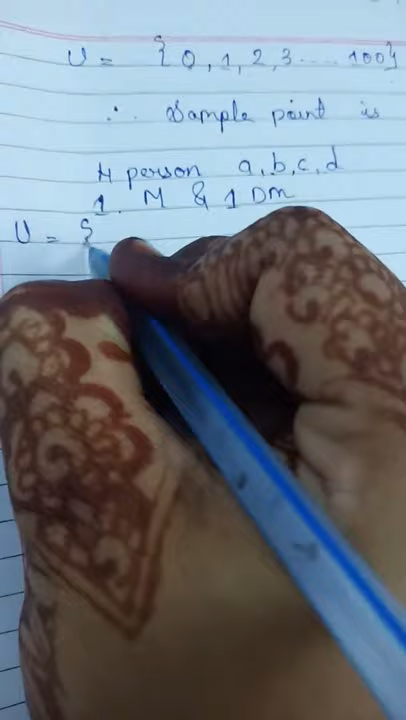 U = { 0, 1, 2, 3 .... 100}
∴ Sample point is
4 person a, b, c, d
1. M & 1 DM
U = {